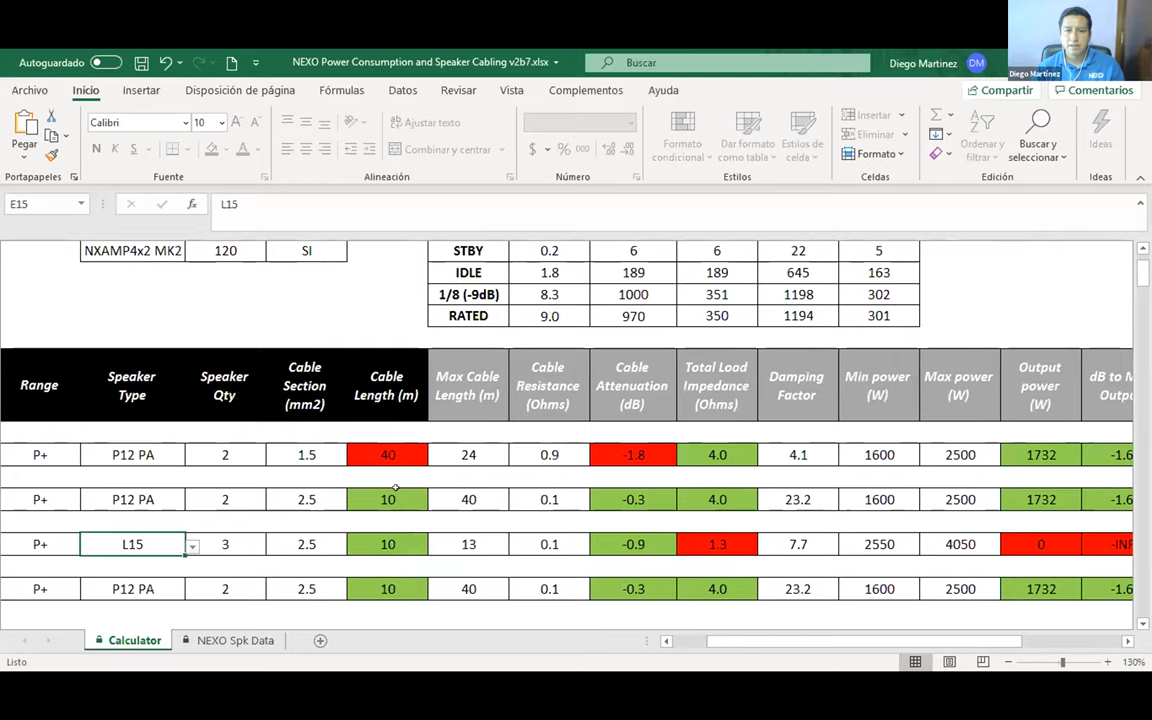 Autoguardado
NEXO Power Consumption and Speaker Cabling v2b7.xlsx
Buscar
Diego Martinez DM
Diego Martinez
NEXO
Archivo Inicio Insertar Disposición de página Fórmulas Datos Revisar Vista Complementos Ayuda Compartir Comentarios
Pegar
Calibri 10
N K S
Ajustar texto
Combinar y centrar
$ % 000
Formato condicional
Dar formato como tabla
Estilos de celda
Insertar
Eliminar
Formato
Ordenar y filtrar
Buscar y seleccionar
Ideas
Portapapeles Fuente Alineación Número Estilos Celdas Edición Ideas
E15 fx L15
NXAMP4x2 MK2 120 SI STBY 0.2 6 6 22 5
IDLE 1.8 189 189 645 163
1/8 (-9dB) 8.3 1000 351 1198 302
RATED 9.0 970 350 1194 301
Range Speaker Type Speaker Qty Cable Section (mm2) Cable Length (m) Max Cable Length (m) Cable Resistance (Ohms) Cable Attenuation (dB) Total Load Impedance (Ohms) Damping Factor Min power (W) Max power (W) Output power (W) dB to M Outpu
P+ P12 PA 2 1.5 40 24 0.9 -1.8 4.0 4.1 1600 2500 1732 -1.6
P+ P12 PA 2 2.5 10 40 0.1 -0.3 4.0 23.2 1600 2500 1732 -1.6
P+ L15 3 2.5 10 13 0.1 -0.9 1.3 7.7 2550 4050 0 -INF
P+ P12 PA 2 2.5 10 40 0.1 -0.3 4.0 23.2 1600 2500 1732 -1.6
Calculator NEXO Spk Data
Listo 130%